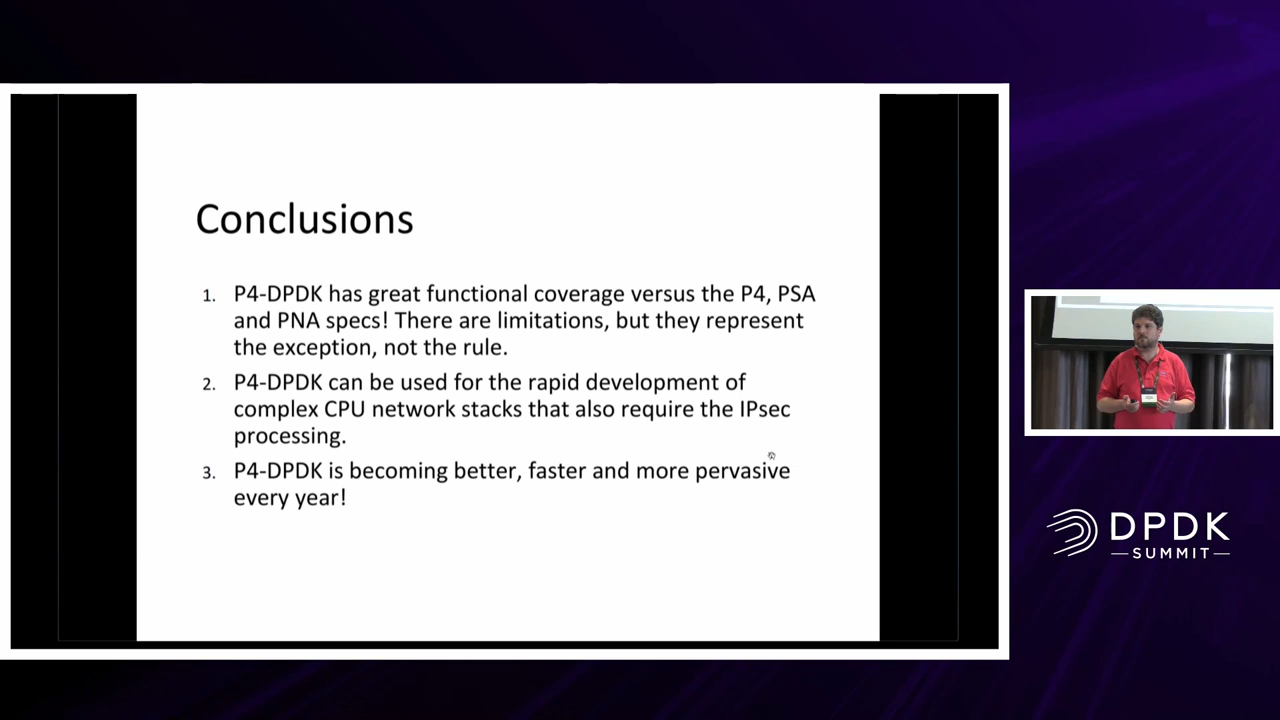 Conclusions
1. P4-DPDK has great functional coverage versus the P4, PSA
and PNA specs! There are limitations, but they represent
the exception, not the rule.
2. P4-DPDK can be used for the rapid development of
complex CPU network stacks that also require the IPsec
processing.
3. P4-DPDK is becoming better, faster and more pervasive
every year!
DPDK
SUMMIT